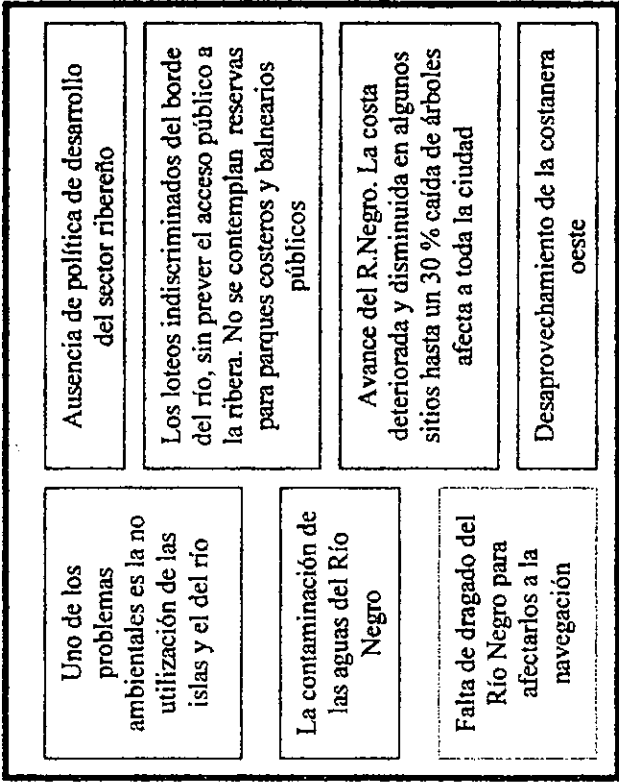 Uno de los
problemas
ambientales es la no
utilización de las
islas y el del río
La contaminación de
las aguas del Río
Negro
Falta de dragado del
Río Negro para
afectarlos a la
navegación
Ausencia de política de desarrollo
del sector ribereño
Los loteos indiscriminados del borde
del río, sin prever el acceso público a
la ribera. No se contemplan reservas
para parques costeros y balnearios
públicos
Avance del R.Negro. La costa
deteriorada y disminuida en algunos
sitios hasta un 30 % caída de árboles
afecta a toda la ciudad
Desaprovechamiento de la costanera
oeste